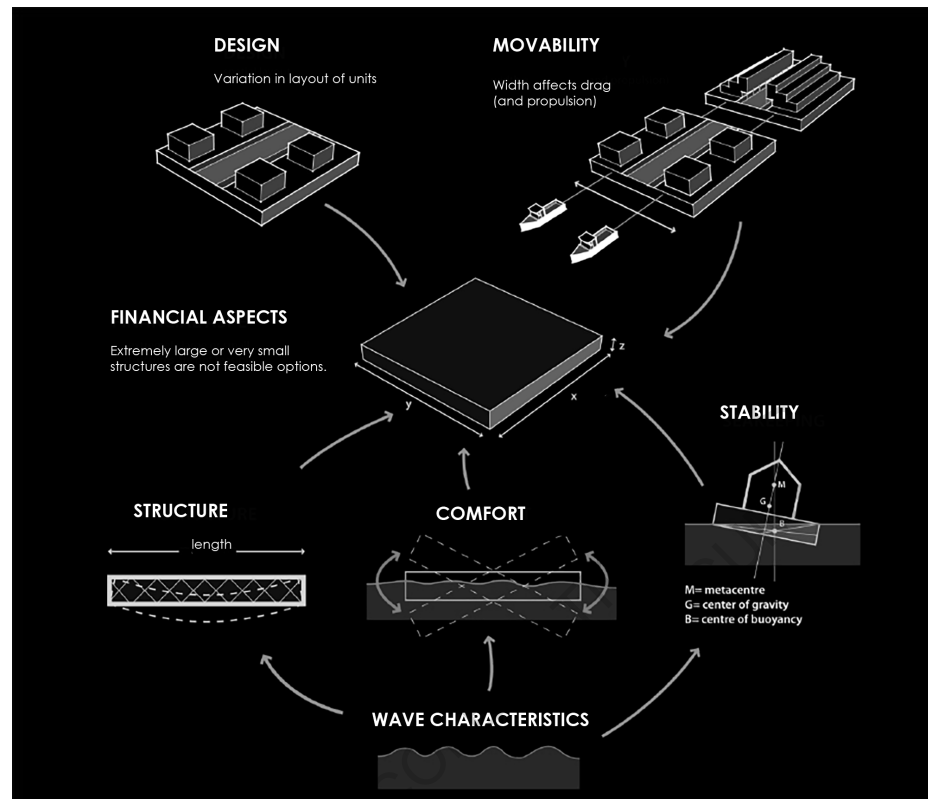 DESIGN
Variation in layout of units
MOVABILITY
Width affects drag
(and propulsion)
FINANCIAL ASPECTS
Extremely large or very small
structures are not feasible options.
z
x
y
STABILITY
M
G
B
M= metacentre
G= center of gravity
B= centre of buoyancy
STRUCTURE
length
COMFORT
WAVE CHARACTERISTICS